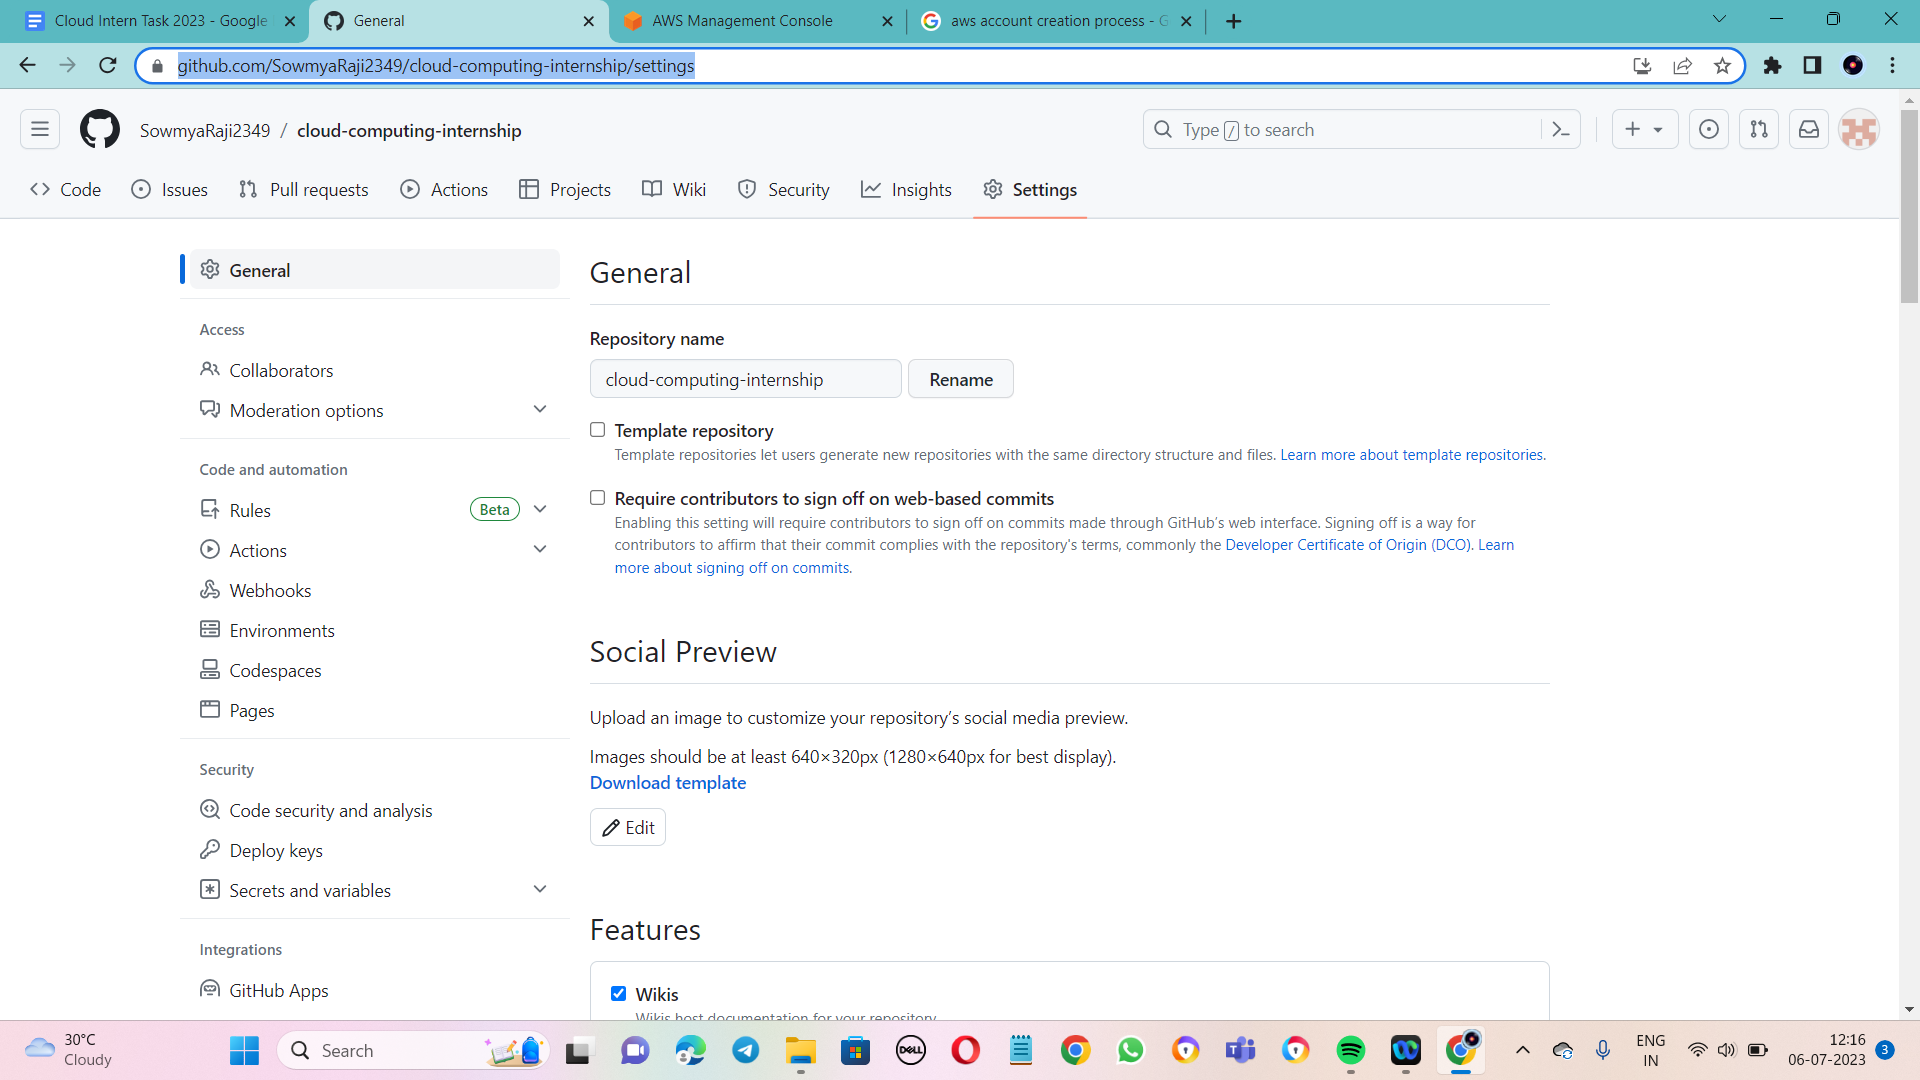 Cloud Intern Task 2023 - Google
General
AWS Management Console
aws account creation process - G
github.com/SowmyaRaji2349/cloud-computing-internship/settings
SowmyaRaji2349 / cloud-computing-internship
Type / to search
Code
Issues
Pull requests
Actions
Projects
Wiki
Security
Insights
Settings
General
Access
Collaborators
Moderation options
Code and automation
Rules
Beta
Actions
Webhooks
Environments
Codespaces
Pages
Security
Code security and analysis
Deploy keys
Secrets and variables
Integrations
GitHub Apps
General
Repository name
cloud-computing-internship
Rename
Template repository
Template repositories let users generate new repositories with the same directory structure and files. Learn more about template repositories.
Require contributors to sign off on web-based commits
Enabling this setting will require contributors to sign off on commits made through GitHub's web interface. Signing off is a way for
contributors to affirm that their commit complies with the repository's terms, commonly the Developer Certificate of Origin (DCO). Learn
more about signing off on commits.
Social Preview
Upload an image to customize your repository's social media preview.
Images should be at least 640×320px (1280×640px for best display).
Download template
Edit
Features
Wikis
Wikis host documentation for your repository.
30°C
Cloudy
Search
DELL
ENG
IN
12:16
06-07-2023
3